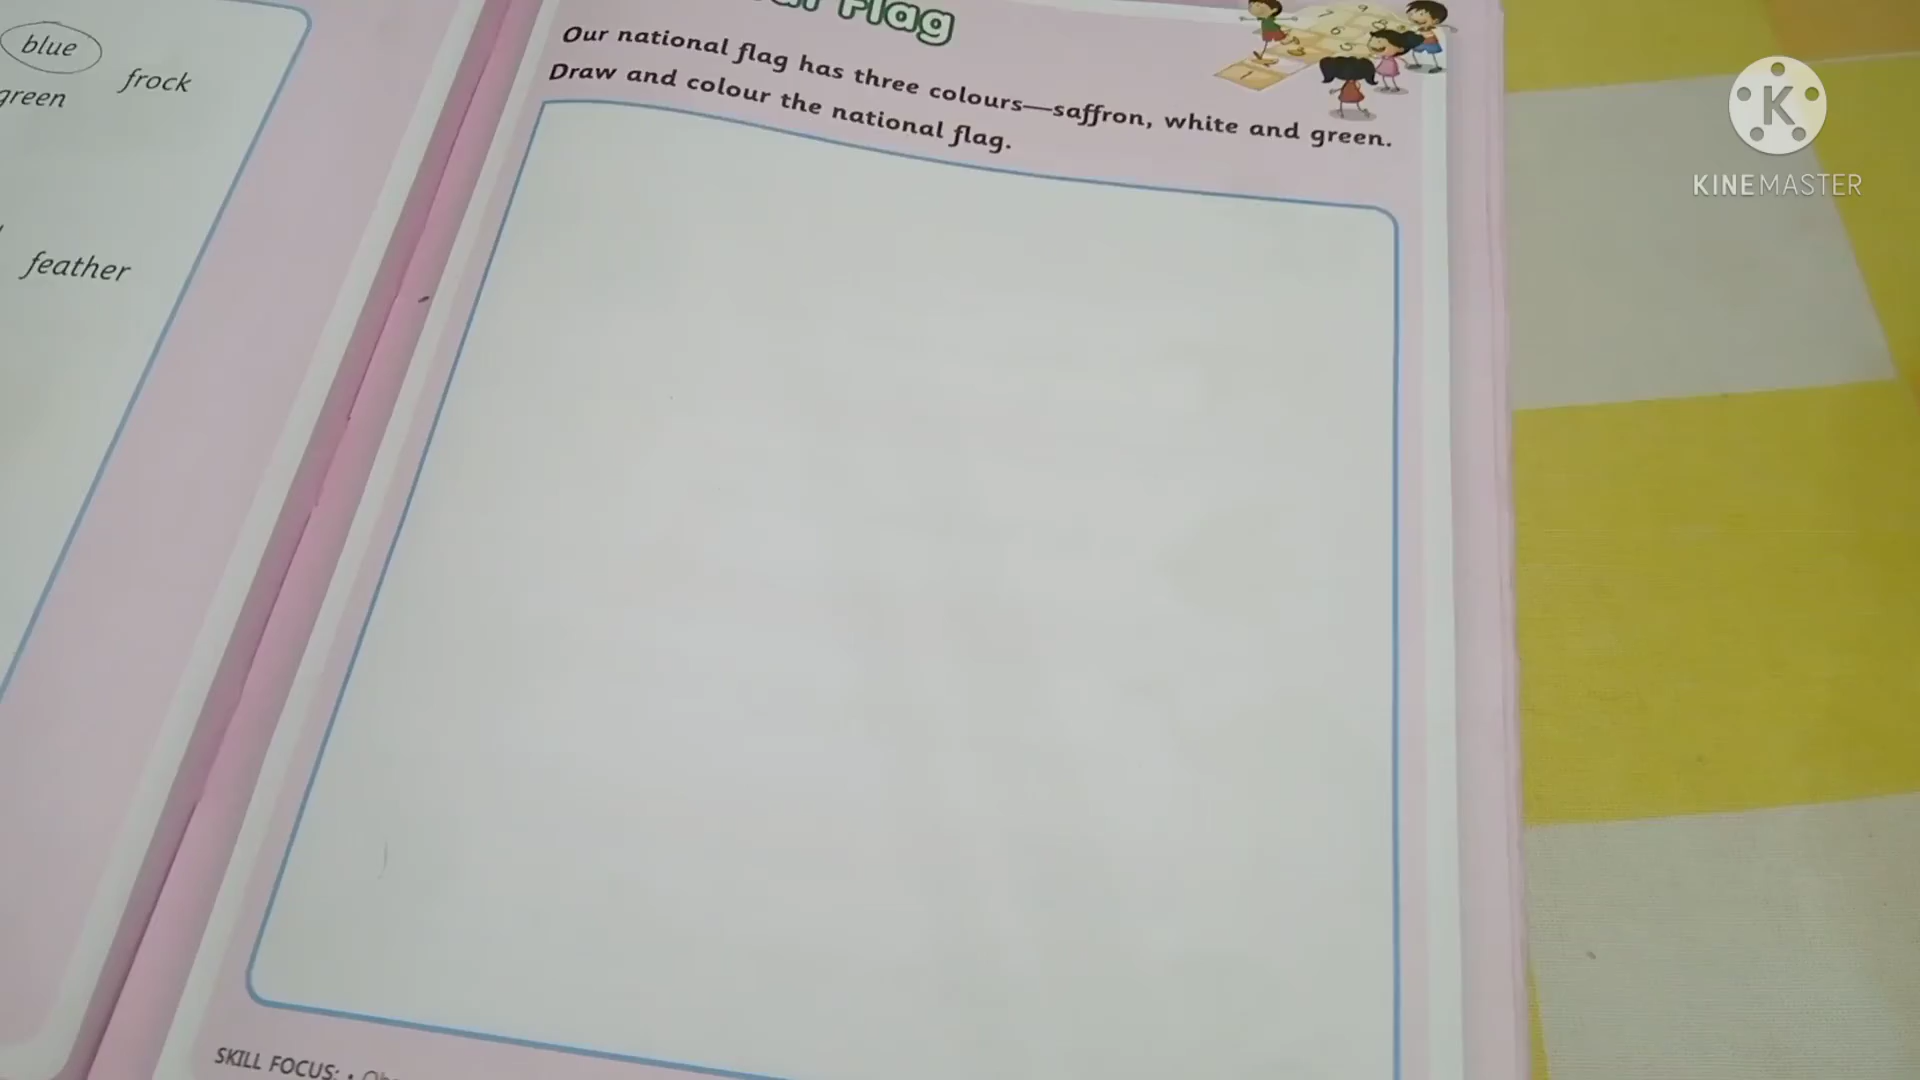 blue
frock
green
feather
Flag
Our national flag has three colours—saffron, white and green.
Draw and colour the national flag.
SKILL FOCUS: •
KINEMASTER